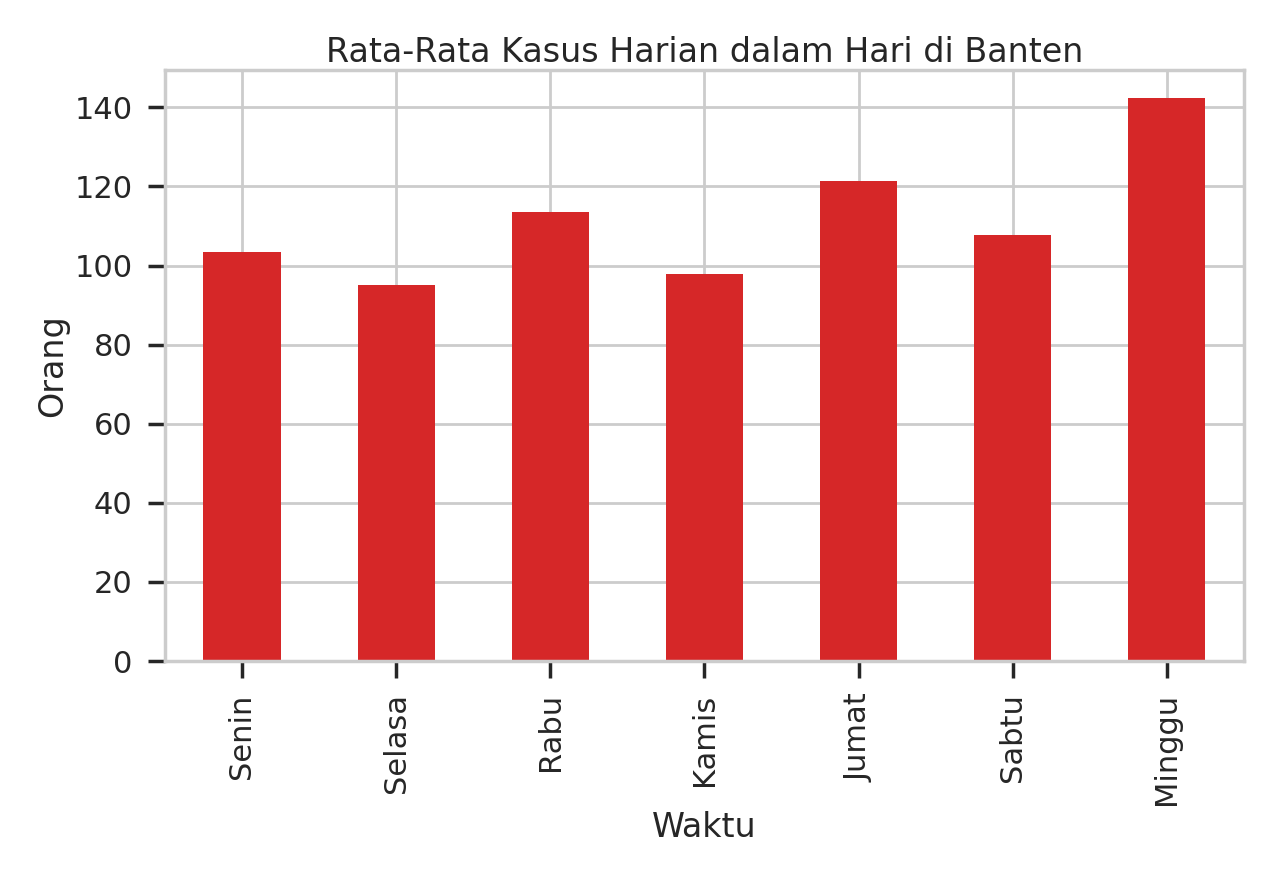 Rata-Rata Kasus Harian dalam Hari di Banten
140
120
100
80
60
40
20
0
Orang
Senin
Selasa
Rabu
Kamis
Jumat
Sabtu
Minggu
Waktu